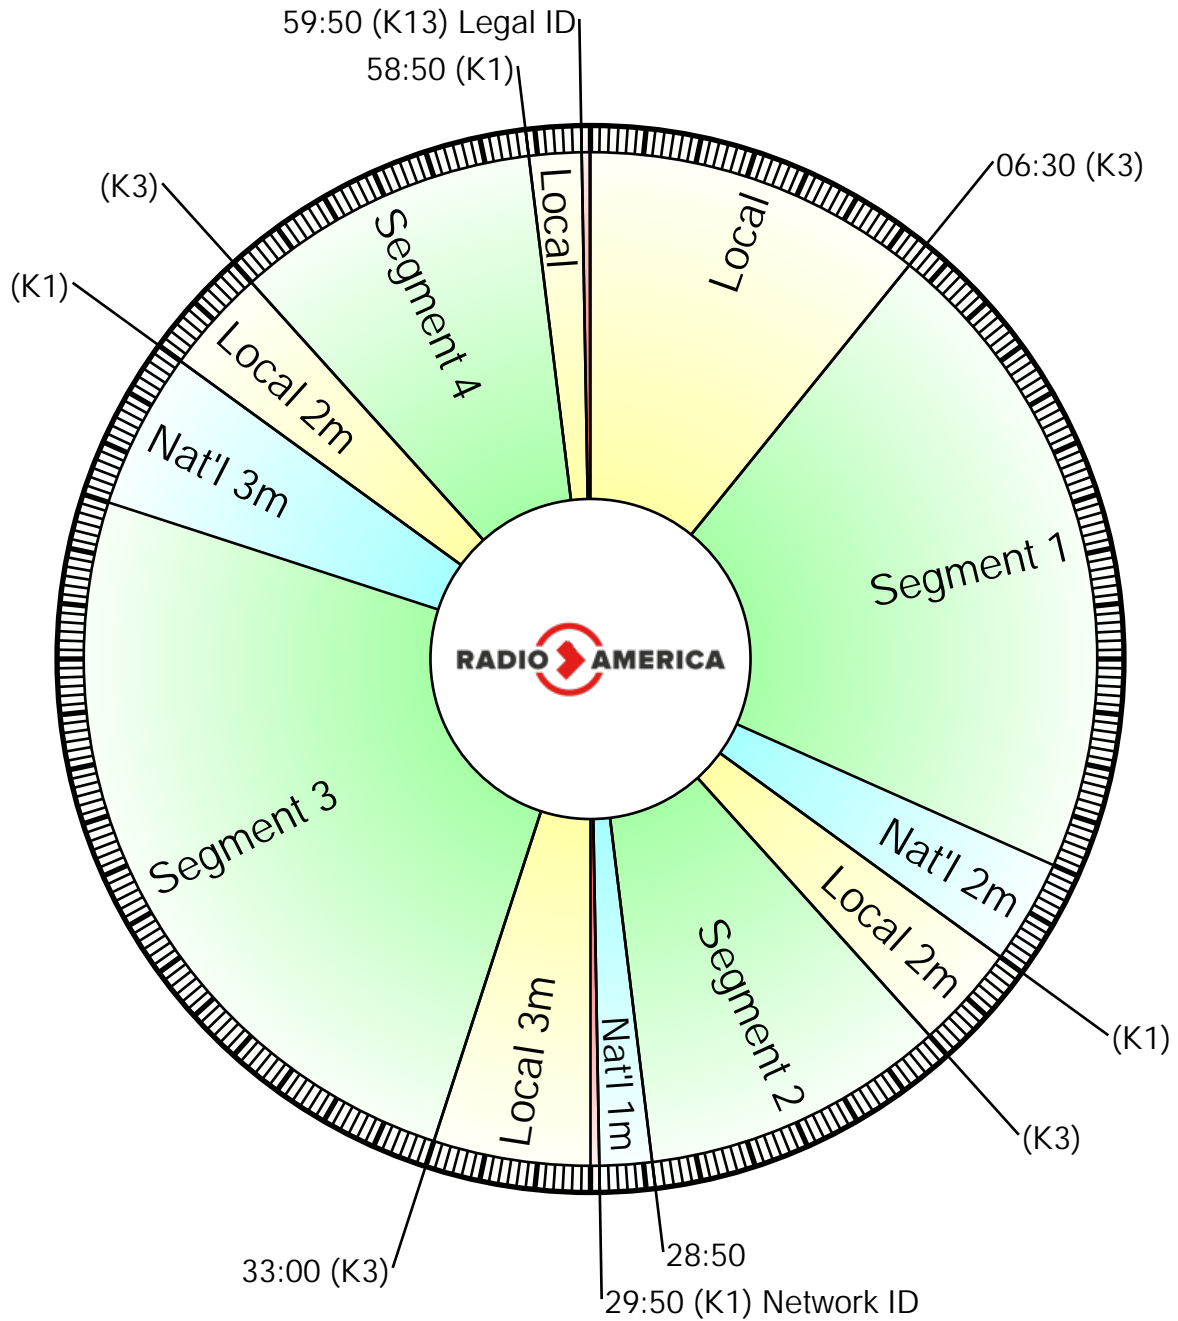 59:50 (K13) Legal ID
58:50 (K1)
06:30 (K3)
(K3)
(K1)
Local
Local
Segment 4
Local 2m
Nat'l 3m
Segment 1
RADIO AMERICA
Segment 3
Nat'l 2m
Local 2m
Segment 2
Local 3m
Nat'l 1m
(K1)
(K3)
28:50
33:00 (K3)
29:50 (K1) Network ID